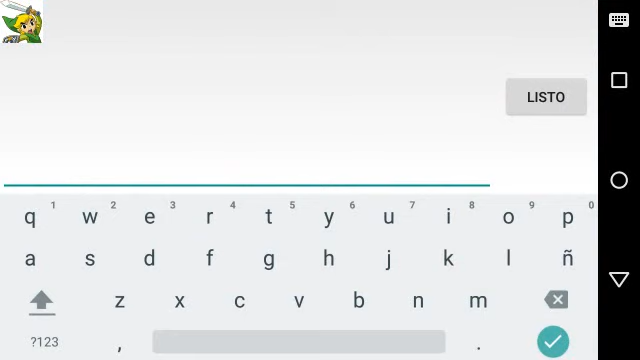 LISTO
q 1 w 2 e 3 r 4 t 5 y 6 u 7 i 8 o 9 p 0
a s d f g h j k l ñ
z x c v b n m
?123 , .